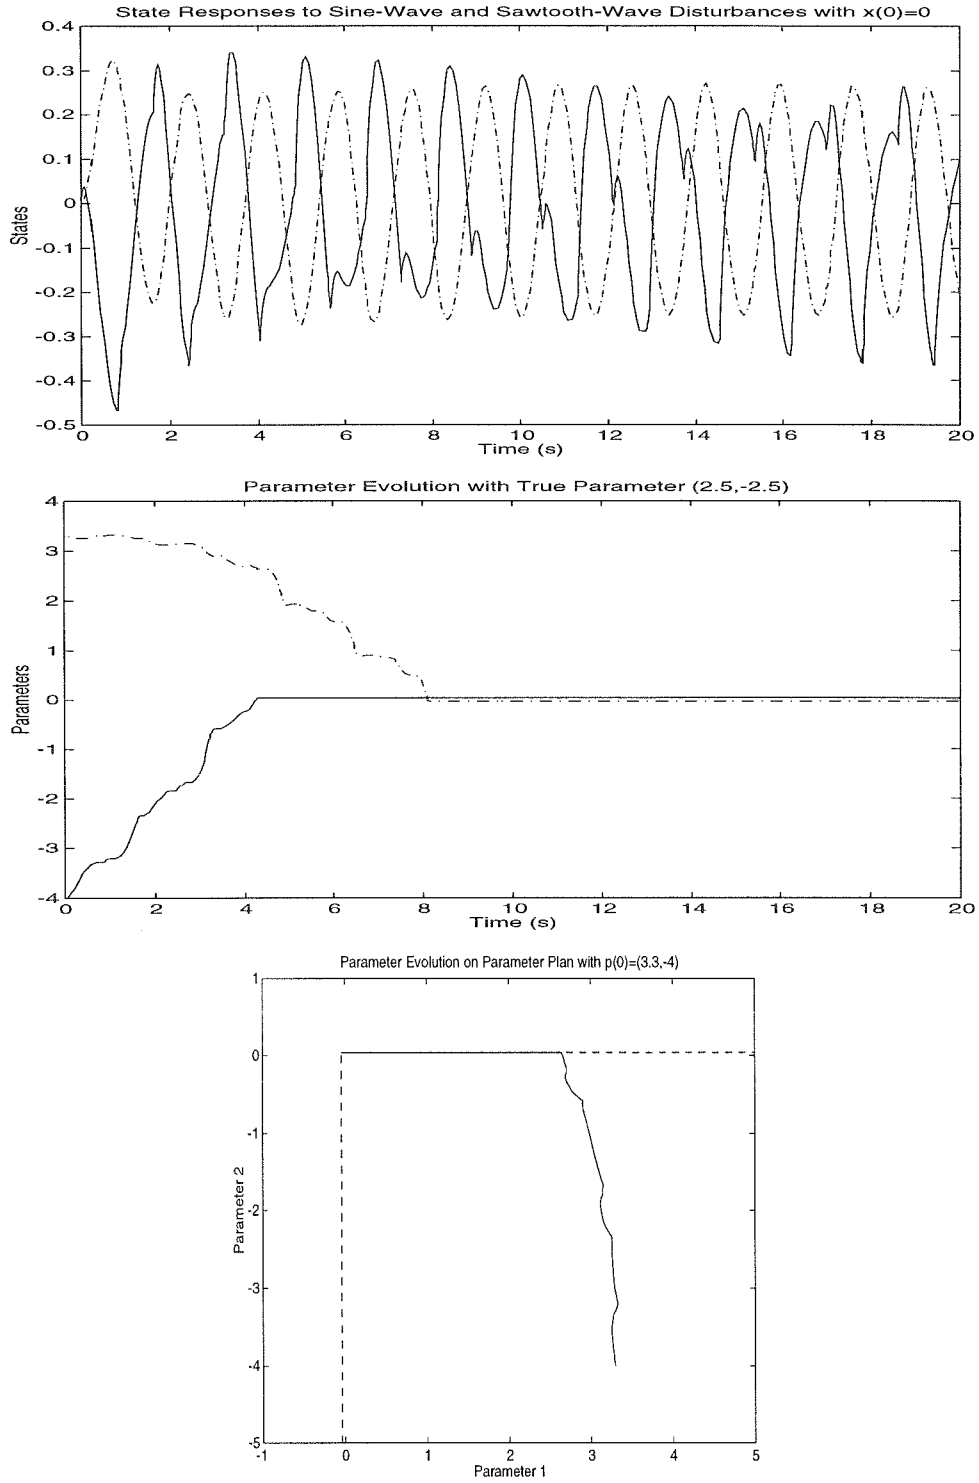 State Responses to Sine-Wave and Sawtooth-Wave Disturbances with x(0)=0
0.4
0.3
0.2
0.1
0
-0.1
-0.2
-0.3
-0.4
-0.5
States
0 2 4 6 8 10 12 14 16 18 20
Time (s)
Parameter Evolution with True Parameter (2.5,-2.5)
4
3
2
1
0
-1
-2
-3
-4
Parameters
0 2 4 6 8 10 12 14 16 18 20
Time (s)
Parameter Evolution on Parameter Plan with p(0)=(3.3,-4)
1
0
-1
-2
-3
-4
-5
Parameter 2
-1 0 1 2 3 4 5
Parameter 1